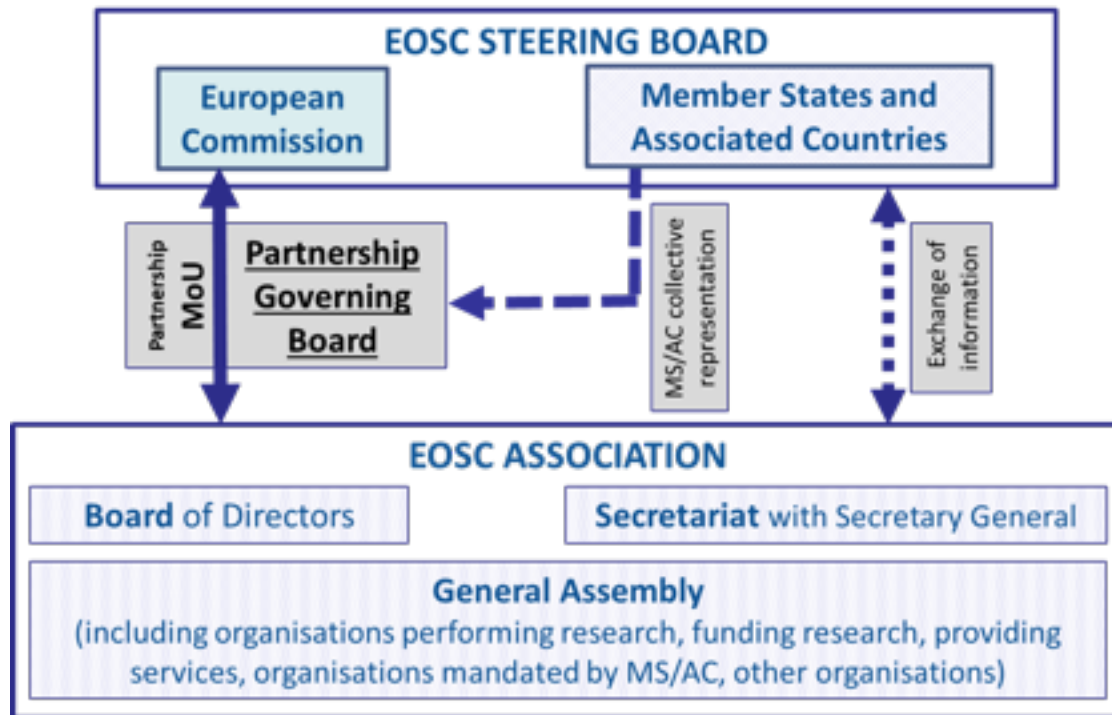 EOSC STEERING BOARD
European
Commission
Member States and
Associated Countries
Partnership
MoU
Partnership
Governing
Board
MS/AC collective
representation
Exchange of
information
EOSC ASSOCIATION
Board of Directors
Secretariat with Secretary General
General Assembly
(including organisations performing research, funding research, providing
services, organisations mandated by MS/AC, other organisations)